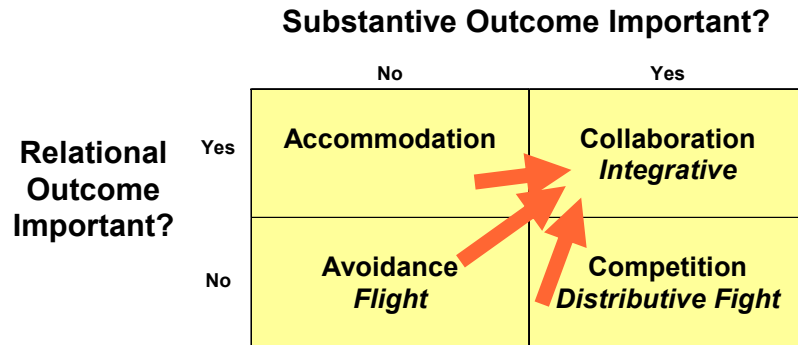 Substantive Outcome Important?
No Yes
Relational
Outcome
Important?
Yes
Accommodation
Collaboration
Integrative
No
Avoidance
Flight
Competition
Distributive Fight